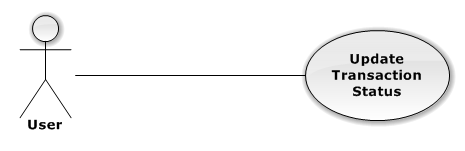 Update
Transaction
Status
User